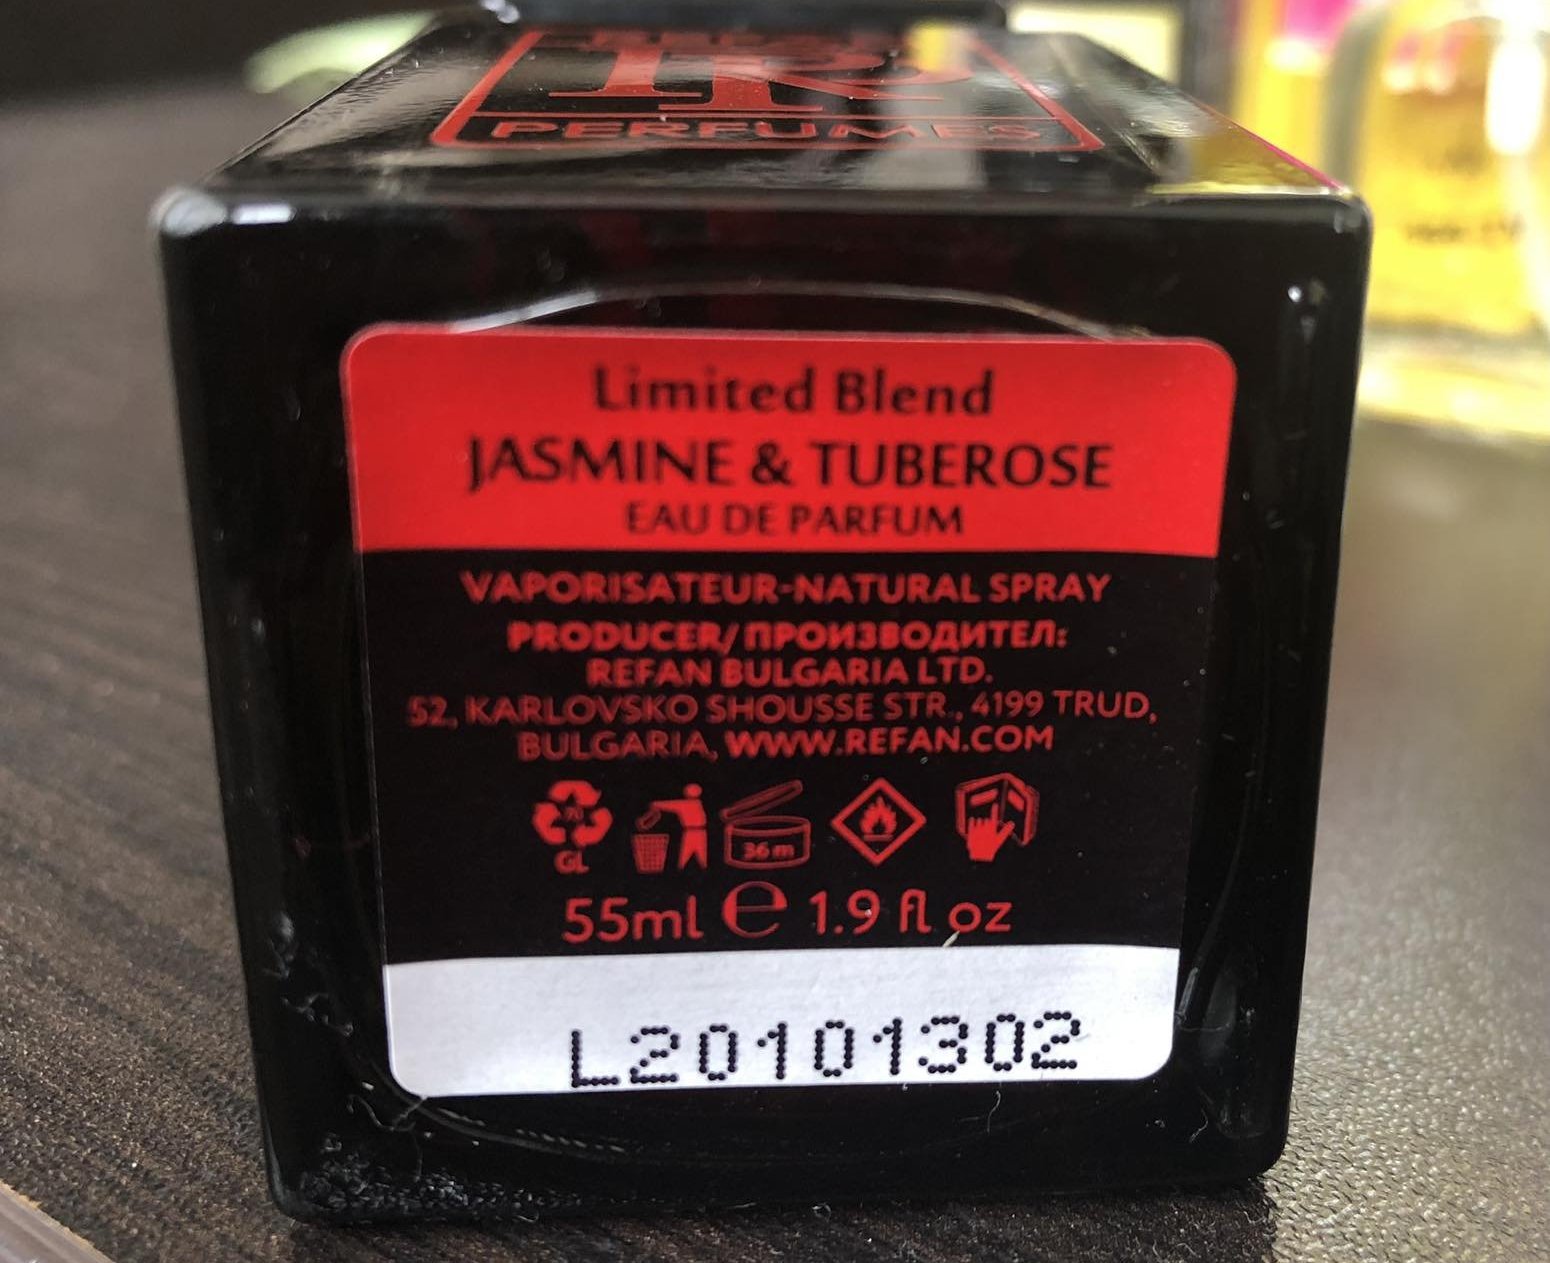 PERFUMES
Limited Blend
JASMINE & TUBEROSE
EAU DE PARFUM
VAPORISATEUR-NATURAL SPRAY
PRODUCER/ПРОИЗВОДИТЕЛ:
REFAN BULGARIA LTD.
52, KARLOVSKO SHOUSSE STR., 4199 TRUD,
BULGARIA, WWW.REFAN.COM
GL
36 m
55ml e 1.9 fl oz
L20101302